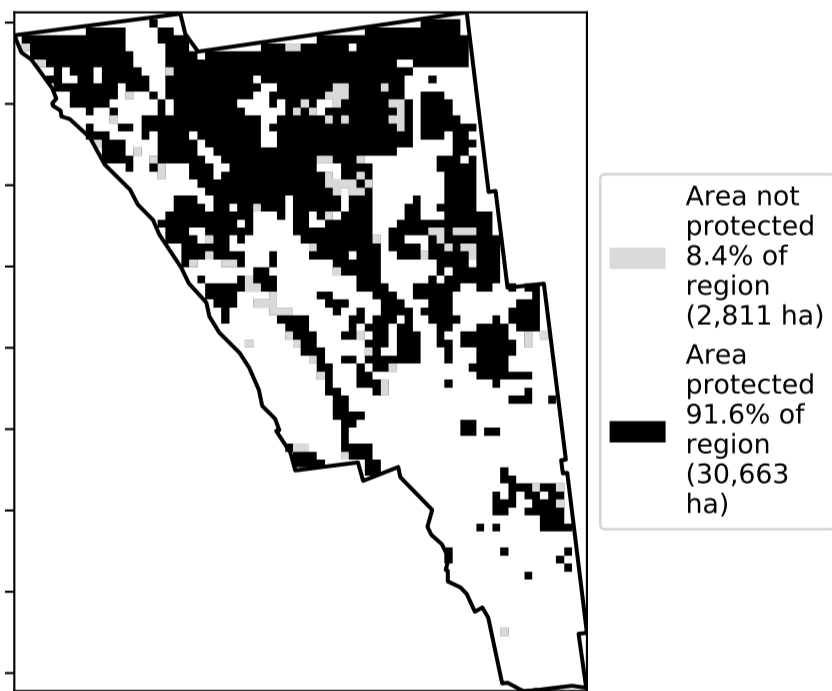 Area not
protected
8.4% of
region
(2,811 ha)
Area
protected
91.6% of
region
(30,663
ha)